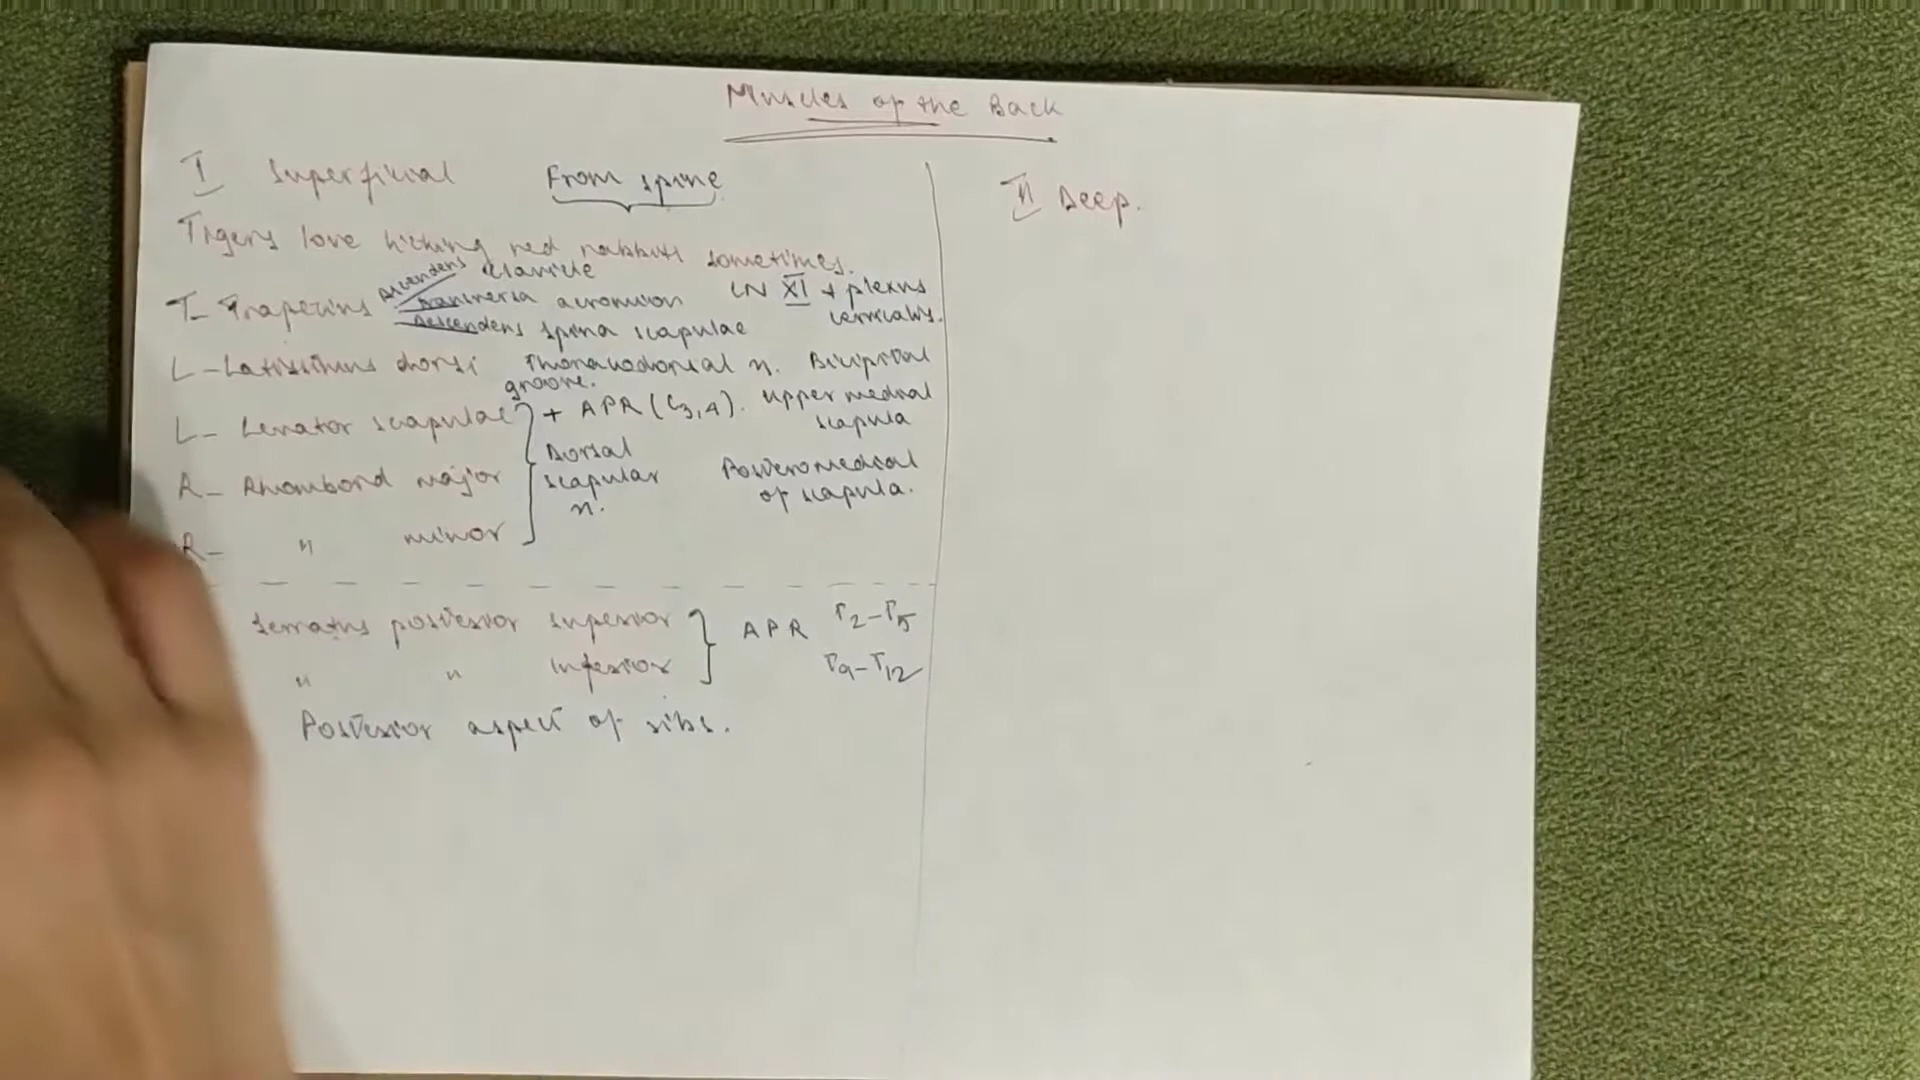 Muscles of the Back
I Superficial From spine
Tigers love kicking red rabbits sometimes.
Ascendens clavicle
T- Trapezius transversa acromion CN XI + plexus
Descendens spina scapulae cervicalis.
L- Latissimus dorsi Thoracodorsal n. Bicipital
groove.
L- Levator scapulae + APR (C3,4). Upper medial
scapula
Dorsal
R- Rhomboid major scapular Posteromedial
n. of scapula.
R- " minor
Serratus posterior superior APR T2-T5
" " Inferior T9-T12
Posterior aspect of ribs.
II Deep.